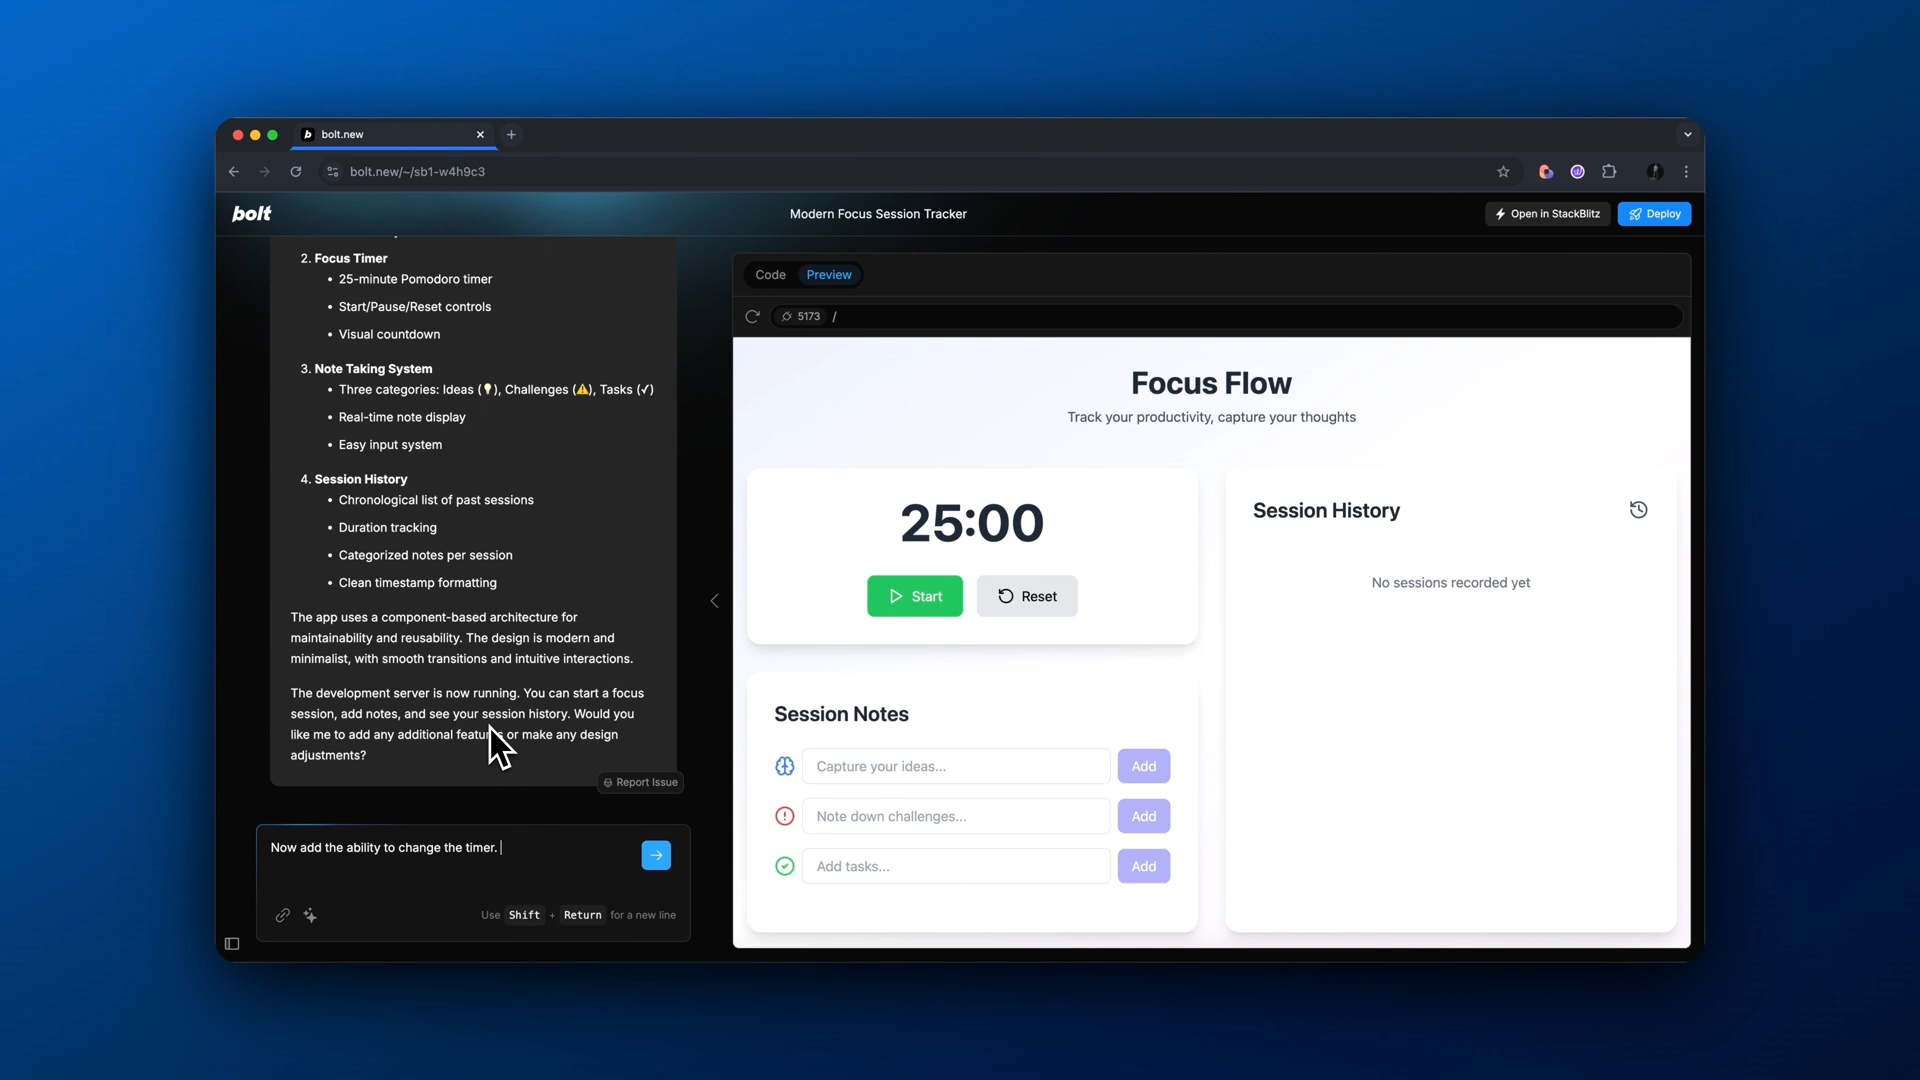 bolt.new
bolt.new/~/sb1-w4h9c3
bolt
Modern Focus Session Tracker
Open in StackBlitz
Deploy
2. Focus Timer
• 25-minute Pomodoro timer
• Start/Pause/Reset controls
• Visual countdown
3. Note Taking System
• Three categories: Ideas (💡), Challenges (⚠️), Tasks (✓)
• Real-time note display
• Easy input system
4. Session History
• Chronological list of past sessions
• Duration tracking
• Categorized notes per session
• Clean timestamp formatting
The app uses a component-based architecture for
maintainability and reusability. The design is modern and
minimalist, with smooth transitions and intuitive interactions.
The development server is now running. You can start a focus
session, add notes, and see your session history. Would you
like me to add any additional features or make any design
adjustments?
Report Issue
Now add the ability to change the timer.
Use Shift + Return for a new line
Code
Preview
5173 /
Focus Flow
Track your productivity, capture your thoughts
25:00
Start
Reset
Session Notes
Capture your ideas...
Add
Note down challenges...
Add
Add tasks...
Add
Session History
No sessions recorded yet